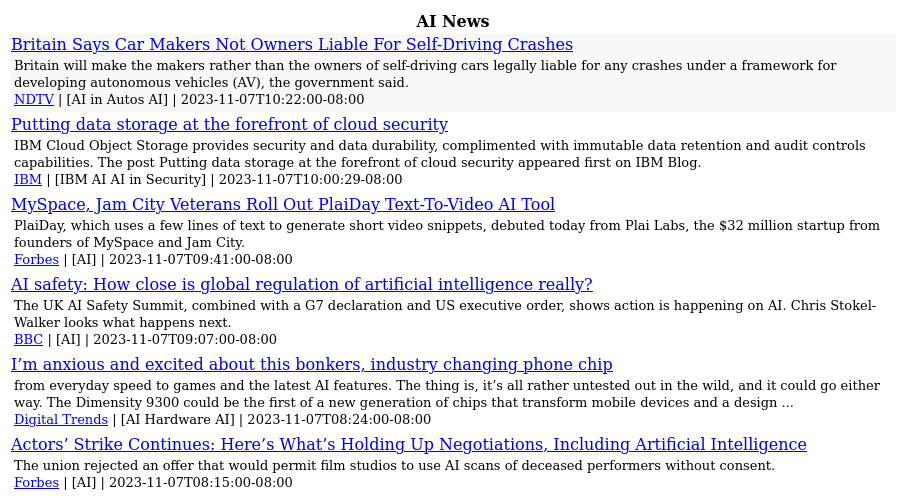 AI News
Britain Says Car Makers Not Owners Liable For Self-Driving Crashes
Britain will make the makers rather than the owners of self-driving cars legally liable for any crashes under a framework for
developing autonomous vehicles (AV), the government said.
NDTV | [AI in Autos AI] | 2023-11-07T10:22:00-08:00
Putting data storage at the forefront of cloud security
IBM Cloud Object Storage provides security and data durability, complimented with immutable data retention and audit controls
capabilities. The post Putting data storage at the forefront of cloud security appeared first on IBM Blog.
IBM | [IBM AI AI in Security] | 2023-11-07T10:00:29-08:00
MySpace, Jam City Veterans Roll Out PlaiDay Text-To-Video AI Tool
PlaiDay, which uses a few lines of text to generate short video snippets, debuted today from Plai Labs, the $32 million startup from
founders of MySpace and Jam City.
Forbes | [AI] | 2023-11-07T09:41:00-08:00
AI safety: How close is global regulation of artificial intelligence really?
The UK AI Safety Summit, combined with a G7 declaration and US executive order, shows action is happening on AI. Chris Stokel-
Walker looks what happens next.
BBC | [AI] | 2023-11-07T09:07:00-08:00
I’m anxious and excited about this bonkers, industry changing phone chip
from everyday speed to games and the latest AI features. The thing is, it’s all rather untested out in the wild, and it could go either
way. The Dimensity 9300 could be the first of a new generation of chips that transform mobile devices and a design ...
Digital Trends | [AI Hardware AI] | 2023-11-07T08:24:00-08:00
Actors’ Strike Continues: Here’s What’s Holding Up Negotiations, Including Artificial Intelligence
The union rejected an offer that would permit film studios to use AI scans of deceased performers without consent.
Forbes | [AI] | 2023-11-07T08:15:00-08:00